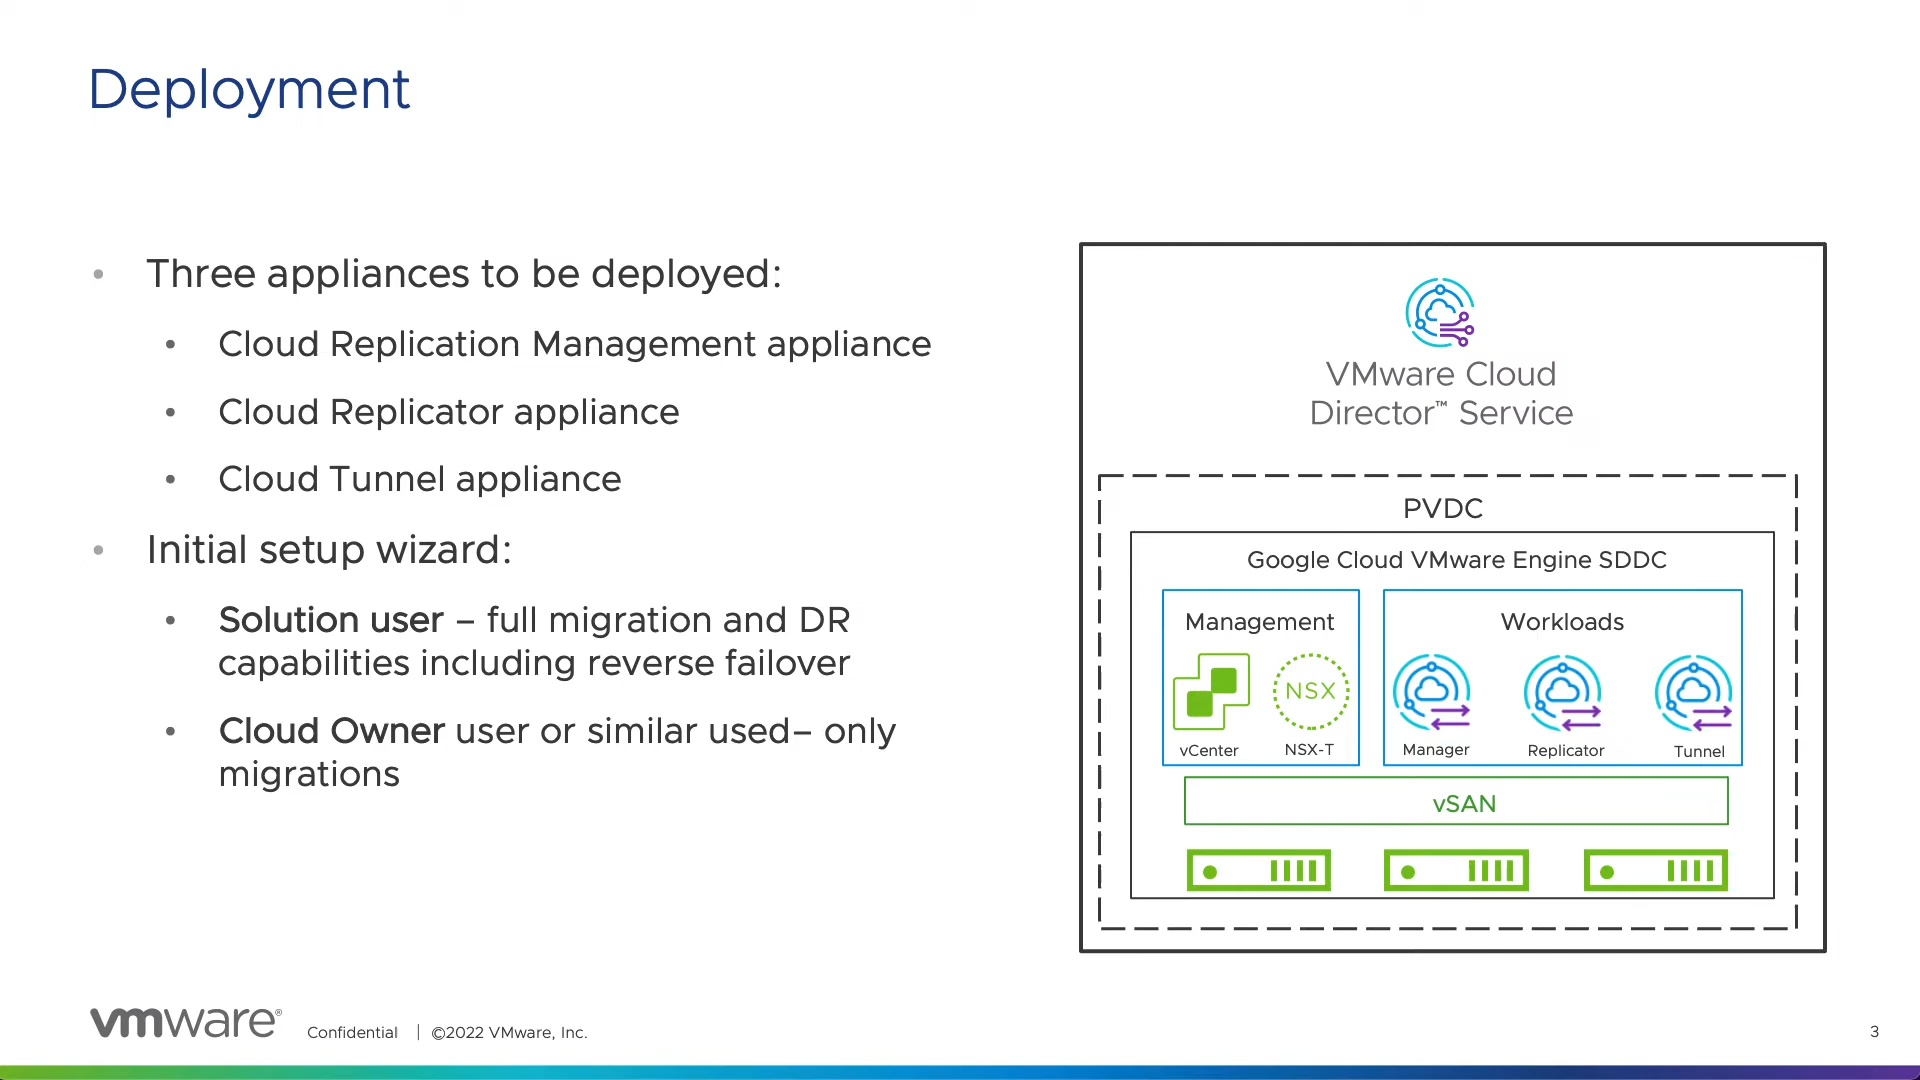 Deployment
• Three appliances to be deployed:
• Cloud Replication Management appliance
• Cloud Replicator appliance
• Cloud Tunnel appliance
• Initial setup wizard:
• Solution user – full migration and DR
capabilities including reverse failover
• Cloud Owner user or similar used– only
migrations
VMware Cloud
Director™ Service
PVDC
Google Cloud VMware Engine SDDC
Management
NSX
vCenter
NSX-T
Workloads
Manager
Replicator
Tunnel
vSAN
vmware®
Confidential | ©2022 VMware, Inc.
3